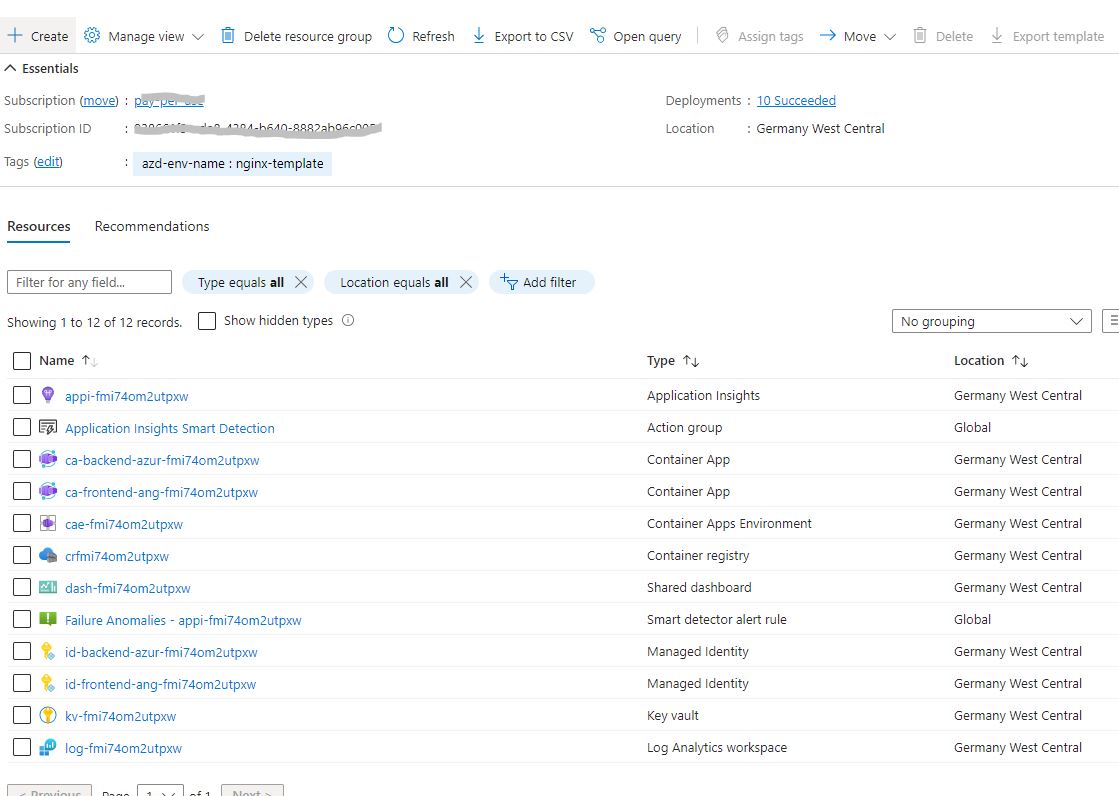 Create Manage view Delete resource group Refresh Export to CSV Open query Assign tags Move Delete Export template
Essentials
Subscription (move) : Deployments : 10 Succeeded
Subscription ID : Location : Germany West Central
Tags (edit) : azd-env-name : nginx-template
Resources Recommendations
Filter for any field... Type equals all Location equals all Add filter
Showing 1 to 12 of 12 records. Show hidden types No grouping
Name Type Location
appi-fmi74om2utpxw Application Insights Germany West Central
Application Insights Smart Detection Action group Global
ca-backend-azur-fmi74om2utpxw Container App Germany West Central
ca-frontend-ang-fmi74om2utpxw Container App Germany West Central
cae-fmi74om2utpxw Container Apps Environment Germany West Central
crfmi74om2utpxw Container registry Germany West Central
dash-fmi74om2utpxw Shared dashboard Germany West Central
Failure Anomalies - appi-fmi74om2utpxw Smart detector alert rule Global
id-backend-azur-fmi74om2utpxw Managed Identity Germany West Central
id-frontend-ang-fmi74om2utpxw Managed Identity Germany West Central
kv-fmi74om2utpxw Key vault Germany West Central
log-fmi74om2utpxw Log Analytics workspace Germany West Central
< Previous Page 1 of 1 Next >